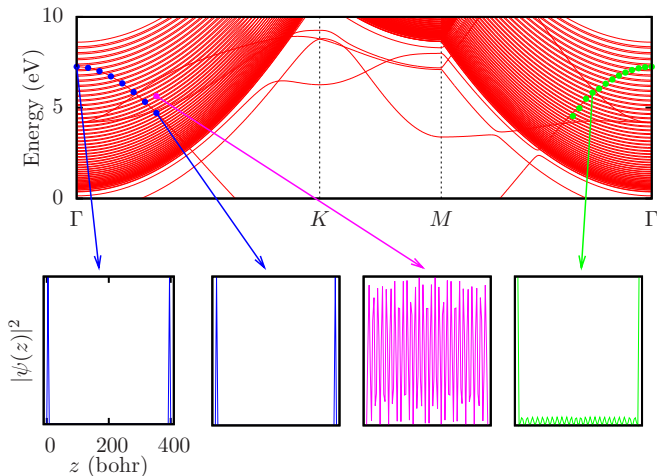 10
5
0
Energy (eV)
Γ K M Γ
|ψ(z)|²
0 200 400
z (bohr)